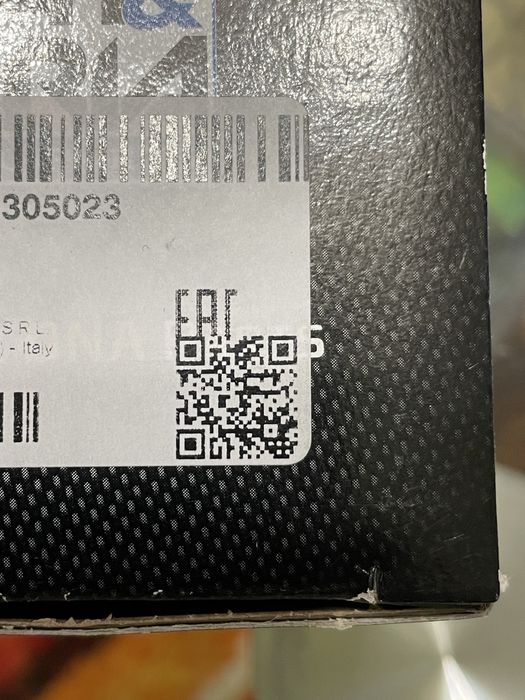 &
305023
EAC
S R L.
) - Italy
S